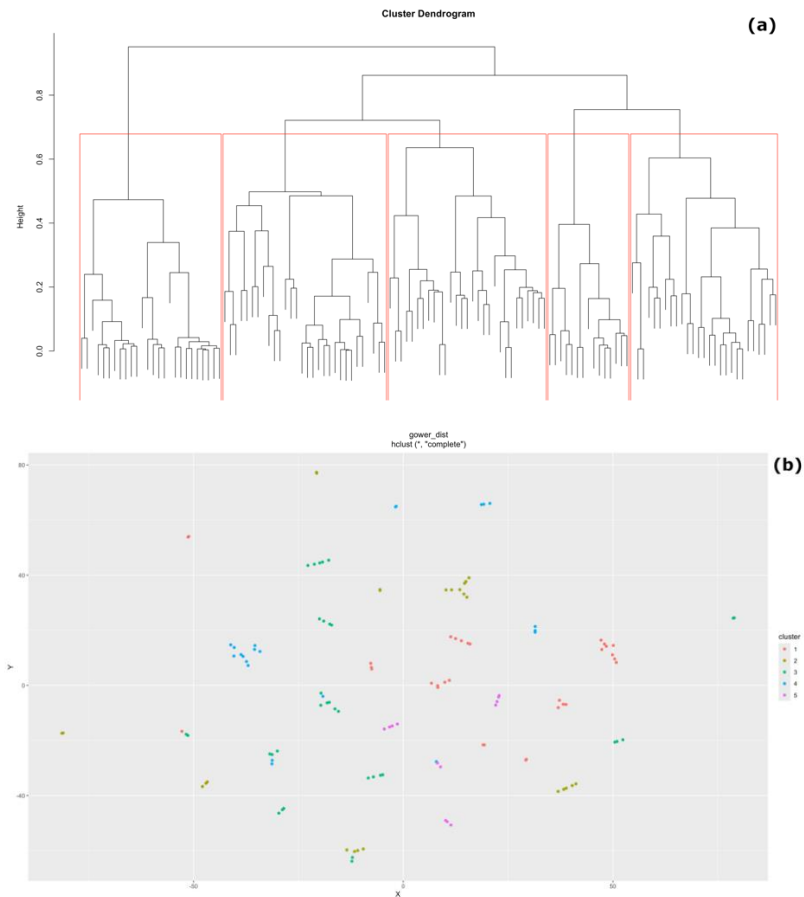 Cluster Dendrogram
(a)
Height
0.8
0.6
0.4
0.2
0.0
gower_dist
hclust (*, "complete")
(b)
80
40
0
-40
Y
-50
0
50
X
cluster
1
2
3
4
5